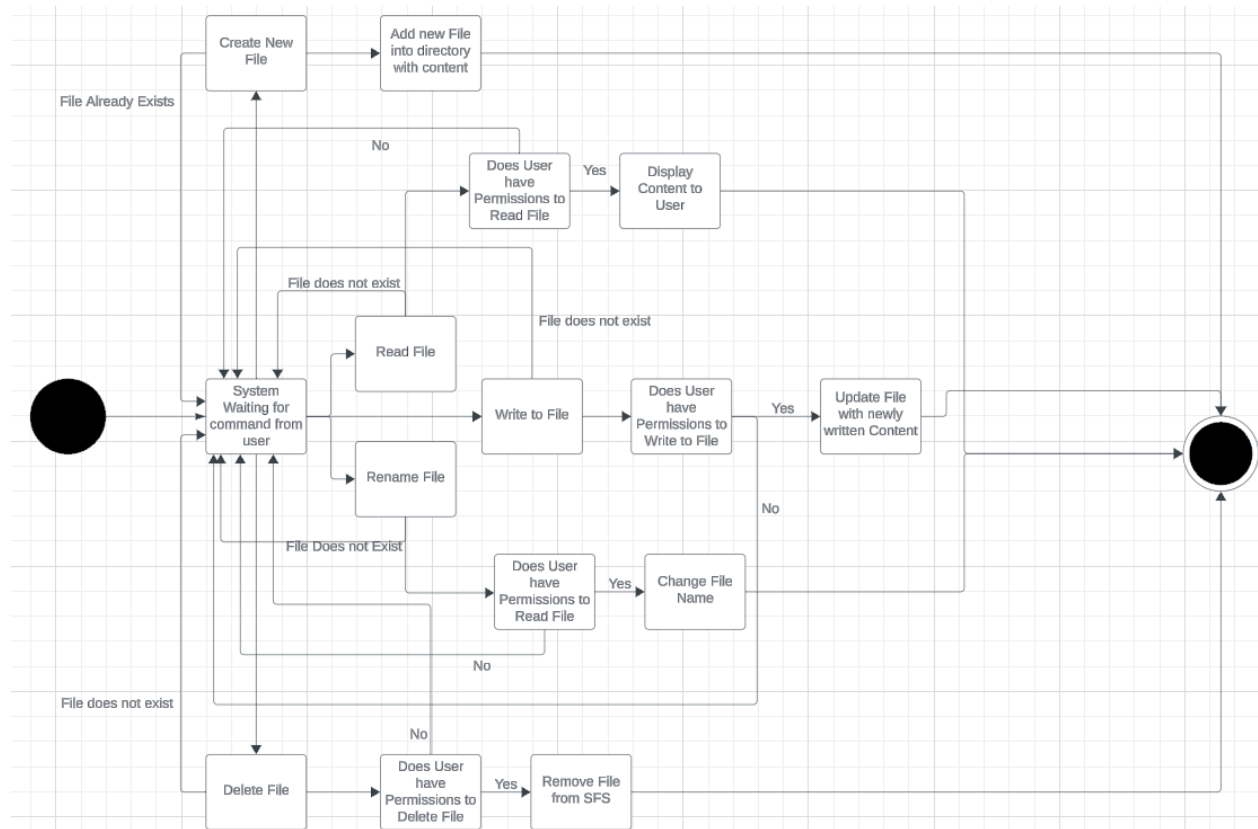 Create New
File
Add new File
into directory
with content
File Already Exists
No
Does User
have
Permissions to
Read File
Yes
Display
Content to
User
File does not exist
File does not exist
Read File
System
Waiting for
command from
user
Write to File
Does User
have
Permissions to
Write to File
Yes
Update File
with newly
written Content
Rename File
No
File Does not Exist
Does User
have
Permissions to
Read File
Yes
Change File
Name
No
File does not exist
No
Delete File
Does User
have
Permissions to
Delete File
Yes
Remove File
from SFS